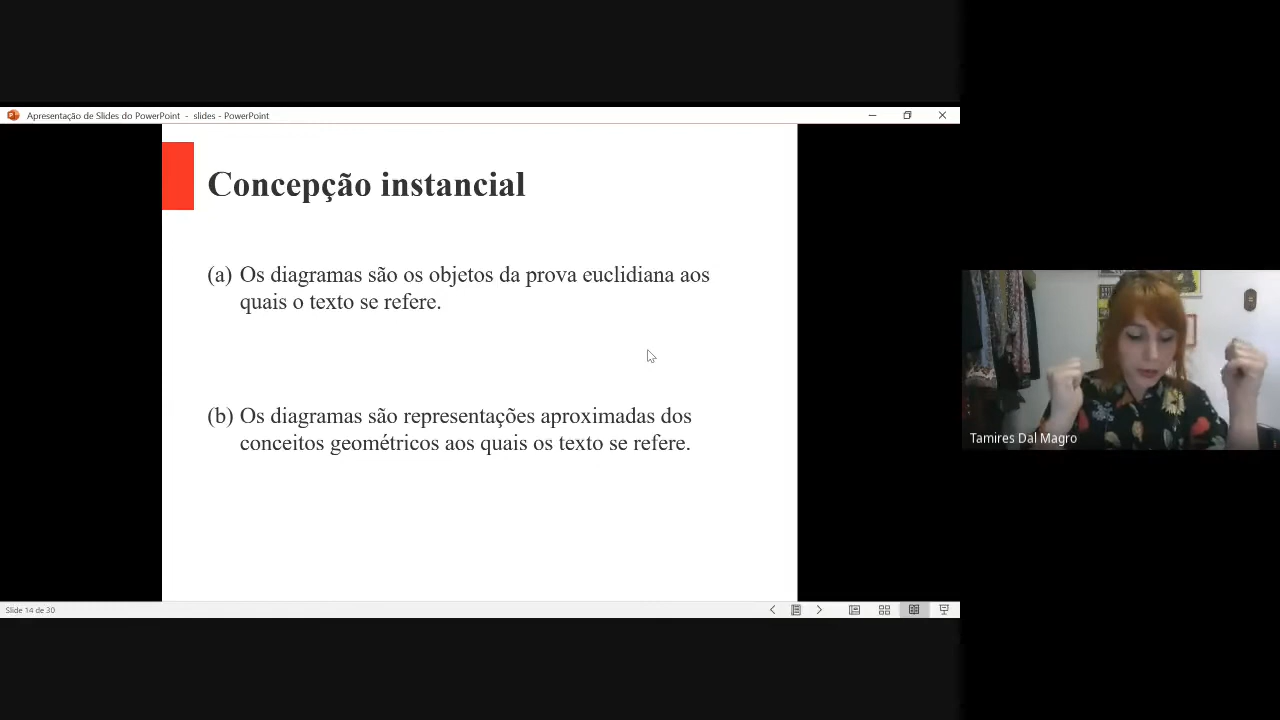 Apresentação de Slides do PowerPoint - slides - PowerPoint
Concepção instancial
(a) Os diagramas são os objetos da prova euclidiana aos
quais o texto se refere.
(b) Os diagramas são representações aproximadas dos
conceitos geométricos aos quais os texto se refere.
Tamires Dal Magro
Slide 14 de 30